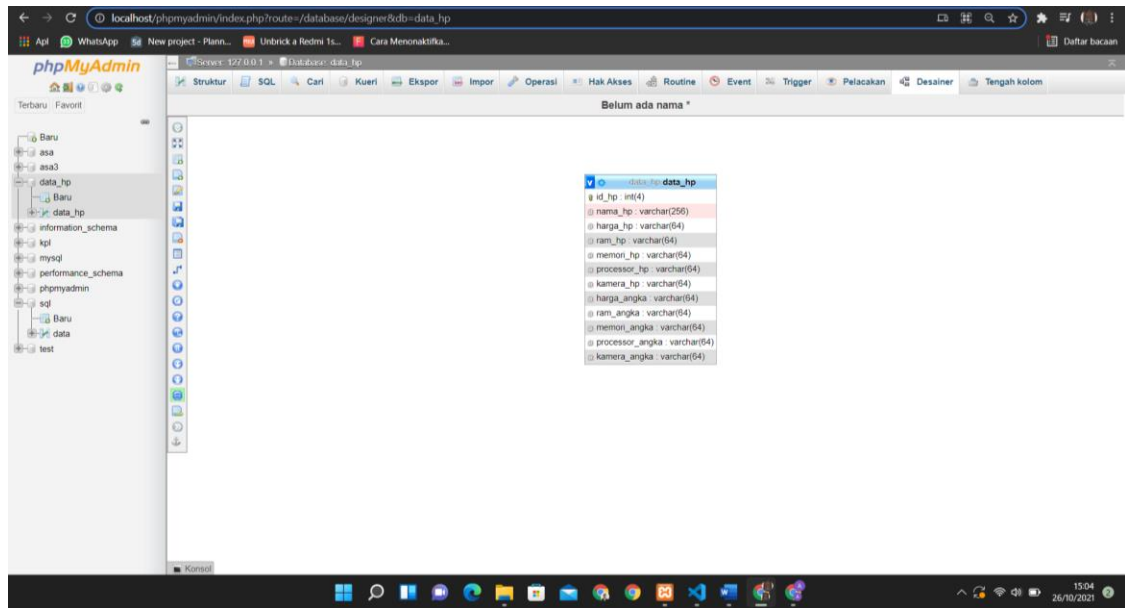 localhost/phpmyadmin/index.php?route=/database/designer&db=data_hp
Apl WhatsApp New project - Plann... Unbrick a Redmi 1s... Cara Menonaktifka... Daftar bacaan
phpMyAdmin
Terbaru Favorit
Baru
asa
asa3
data_hp
Baru
data_hp
information_schema
kpl
mysql
performance_schema
phpmyadmin
sql
Baru
data
test
Server: 127.0.0.1 » Database: data_hp
Struktur SQL Cari Kueri Ekspor Impor Operasi Hak Akses Routine Event Trigger Pelacakan Desainer Tengah kolom
Belum ada nama *
v data_hp data_hp
id_hp : int(4)
nama_hp : varchar(256)
harga_hp : varchar(64)
ram_hp : varchar(64)
memori_hp : varchar(64)
processor_hp : varchar(64)
kamera_hp : varchar(64)
harga_angka : varchar(64)
ram_angka : varchar(64)
memori_angka : varchar(64)
processor_angka : varchar(64)
kamera_angka : varchar(64)
Konsol
15:04
26/10/2021